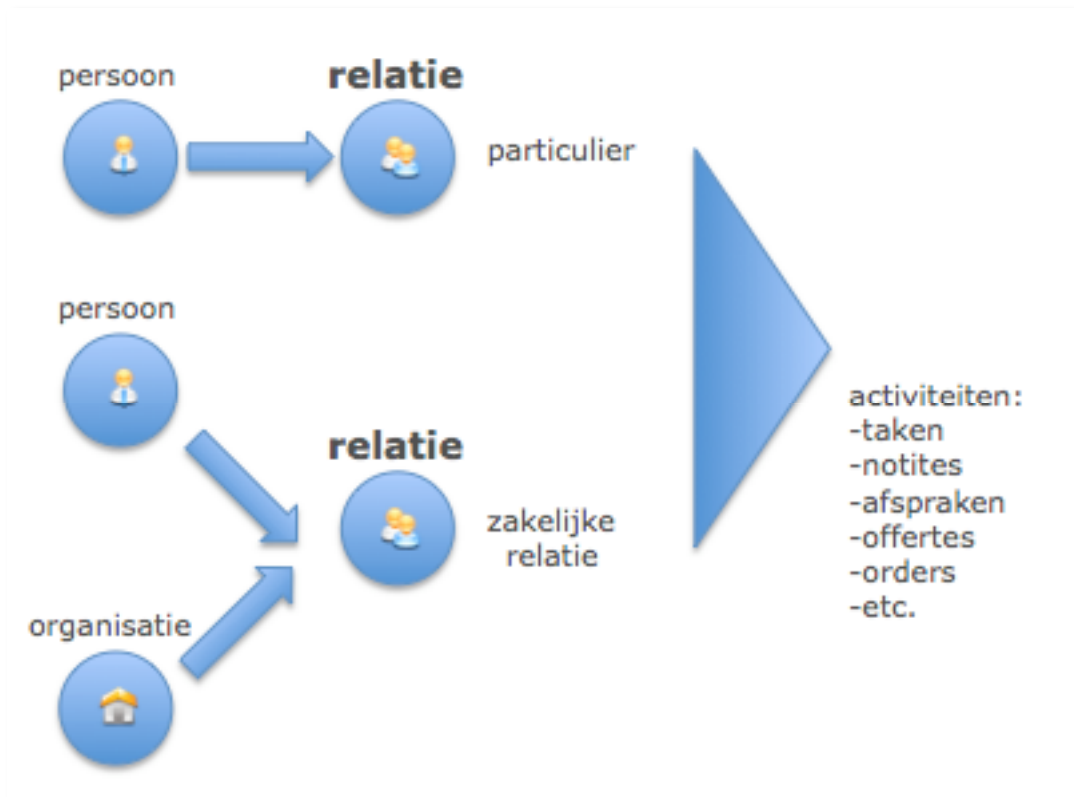 persoon
relatie
particulier
persoon
relatie
zakelijke
relatie
organisatie
activiteiten:
-taken
-notites
-afspraken
-offertes
-orders
-etc.